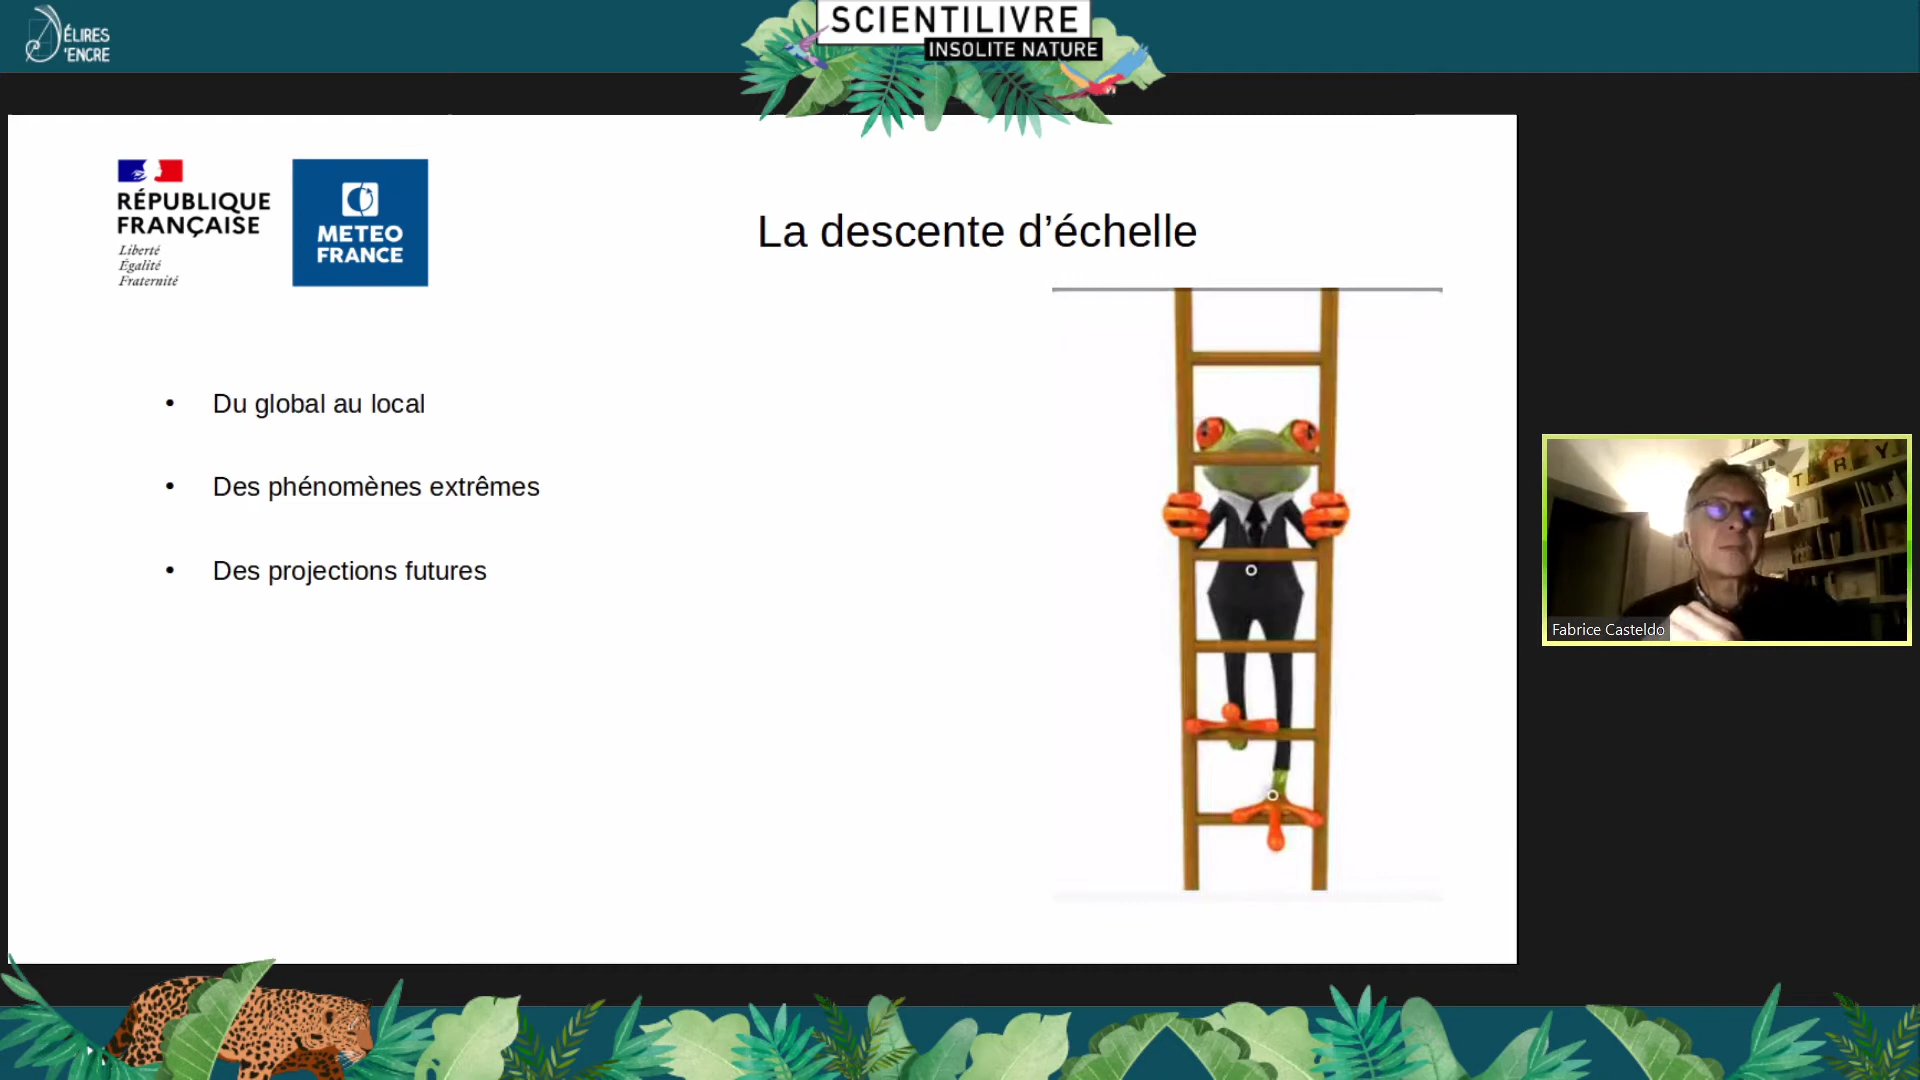 ÉLIRES
'ENCRE
SCIENTILIVRE
INSOLITE NATURE
RÉPUBLIQUE
FRANÇAISE
Liberté
Égalité
Fraternité
METEO
FRANCE
La descente d’échelle
• Du global au local
• Des phénomènes extrêmes
• Des projections futures
T R Y
Fabrice Casteldo